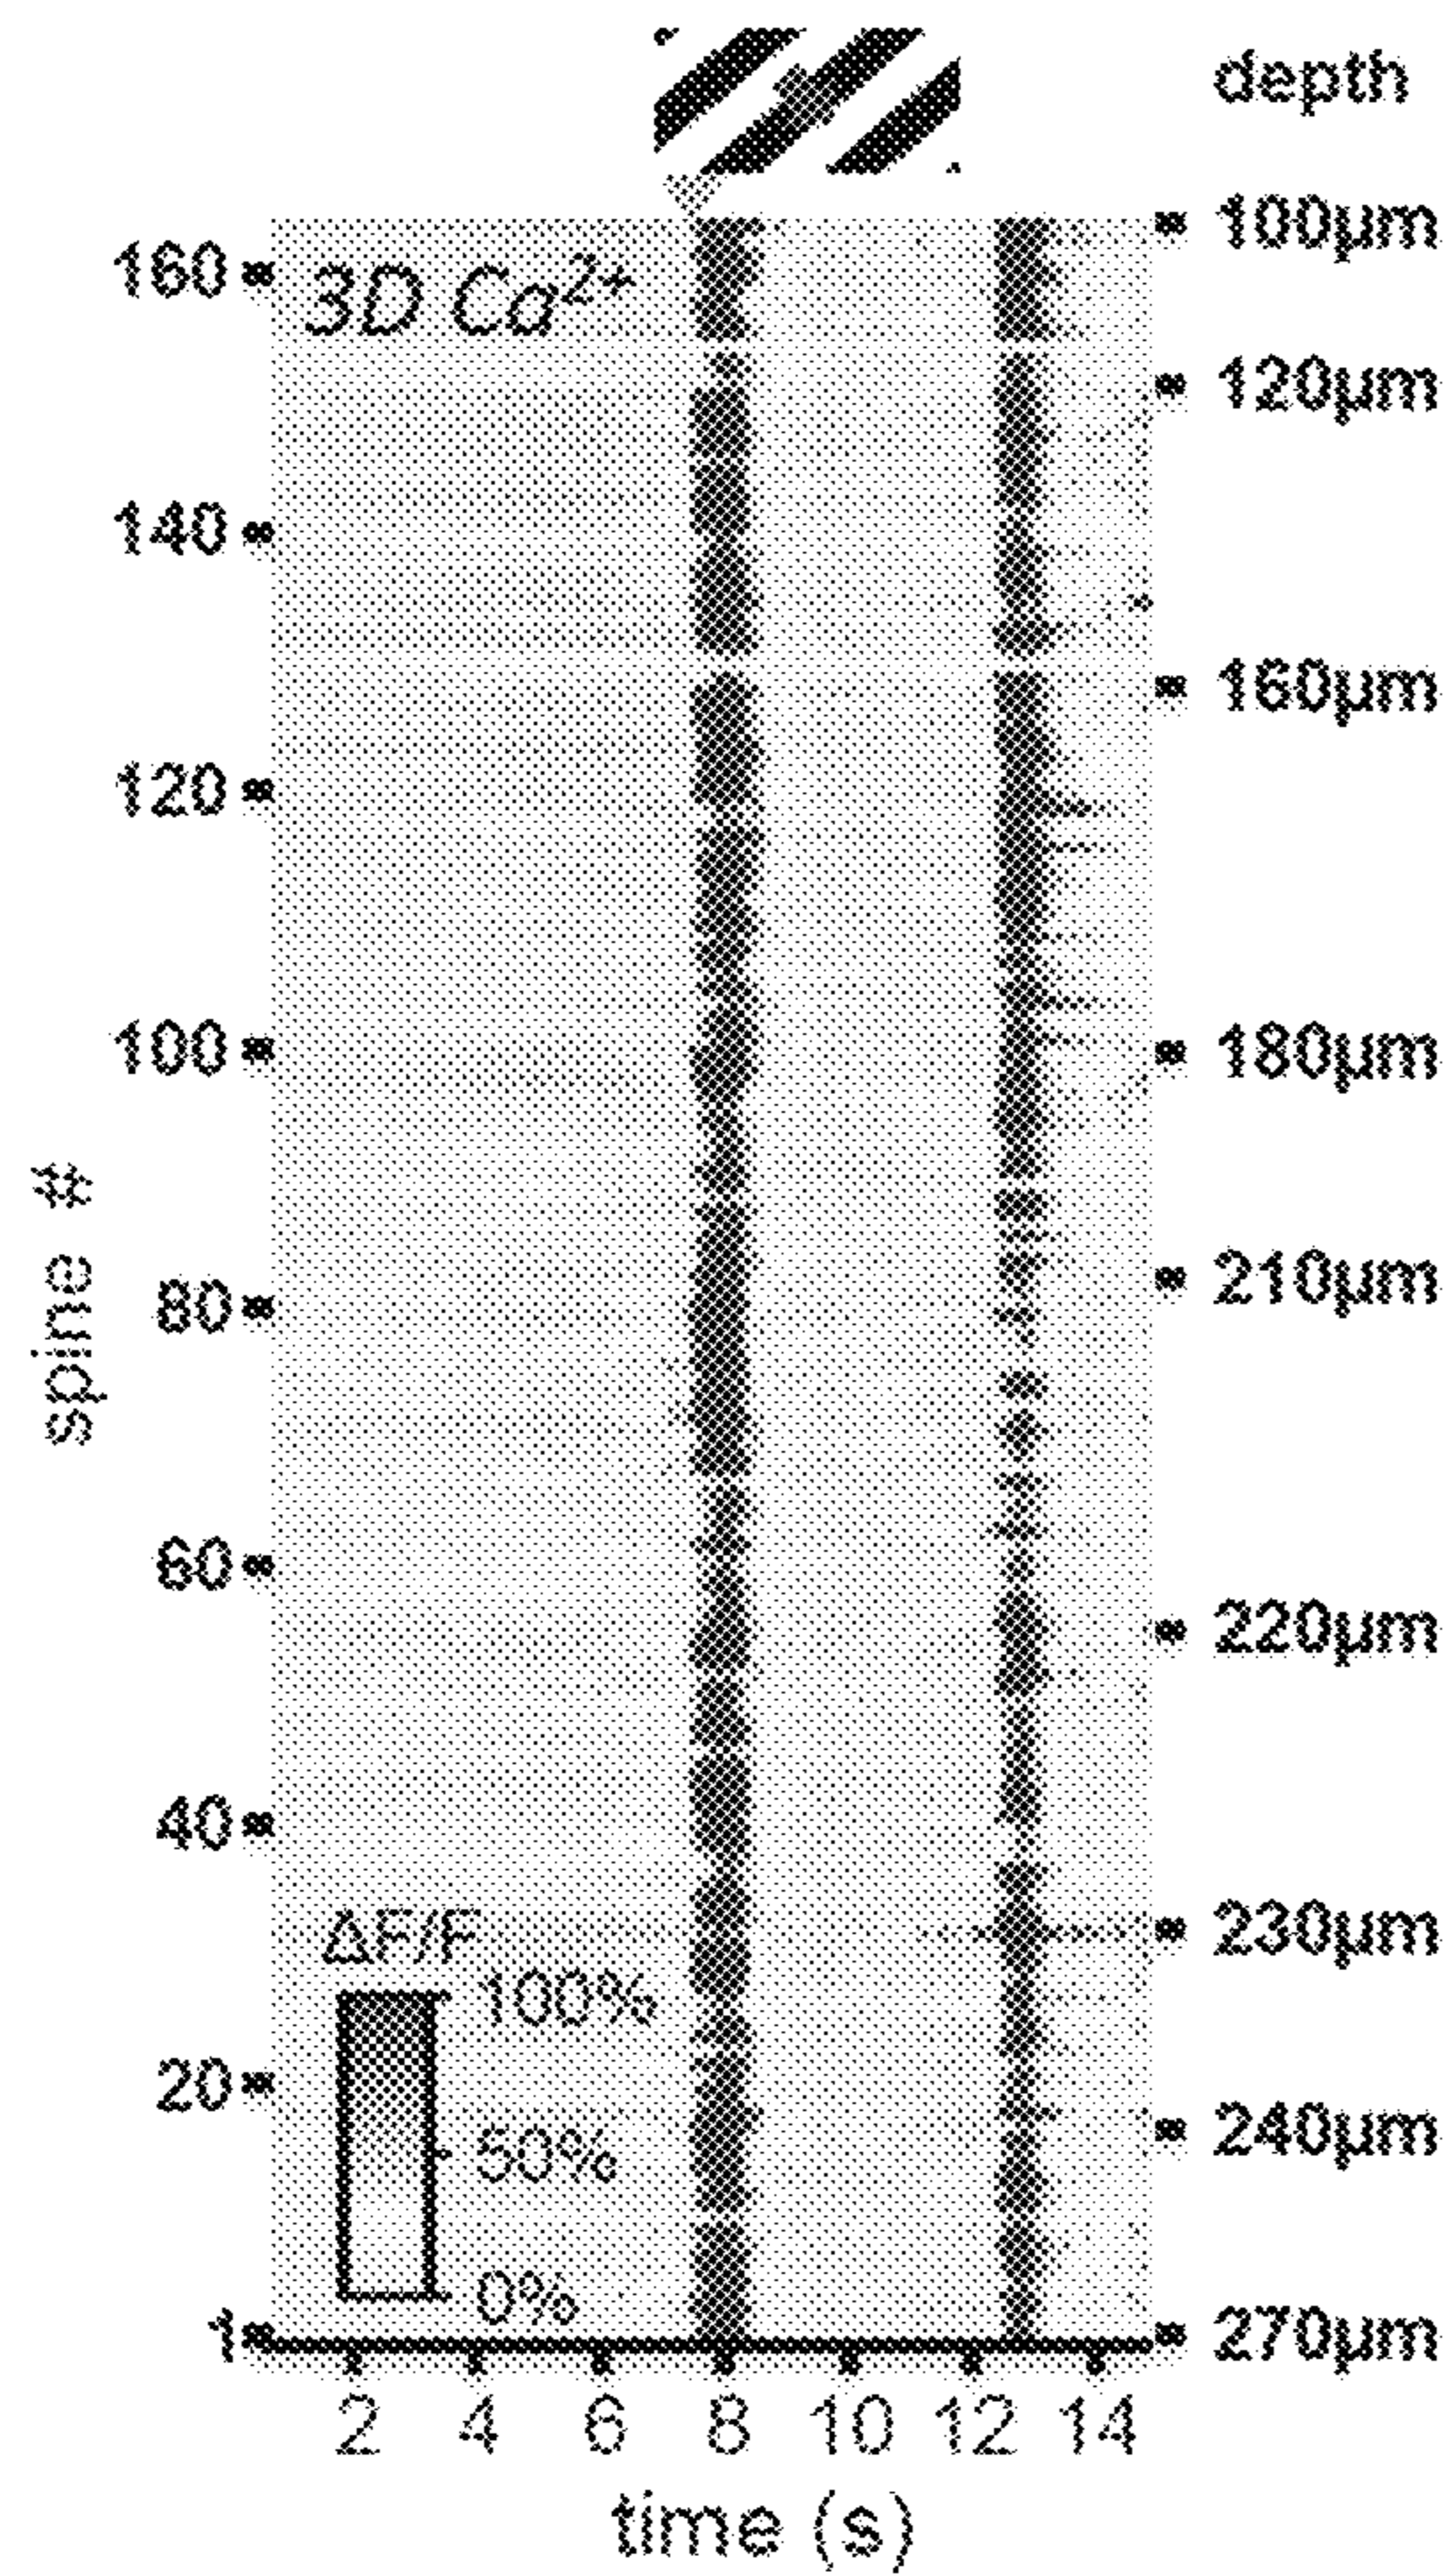 depth
3D Ca²⁺
160
140
120
100
80
60
40
20
1
spine #
100µm
120µm
160µm
180µm
210µm
220µm
230µm
240µm
270µm
ΔF/F
100%
50%
0%
2 4 6 8 10 12 14
time (s)